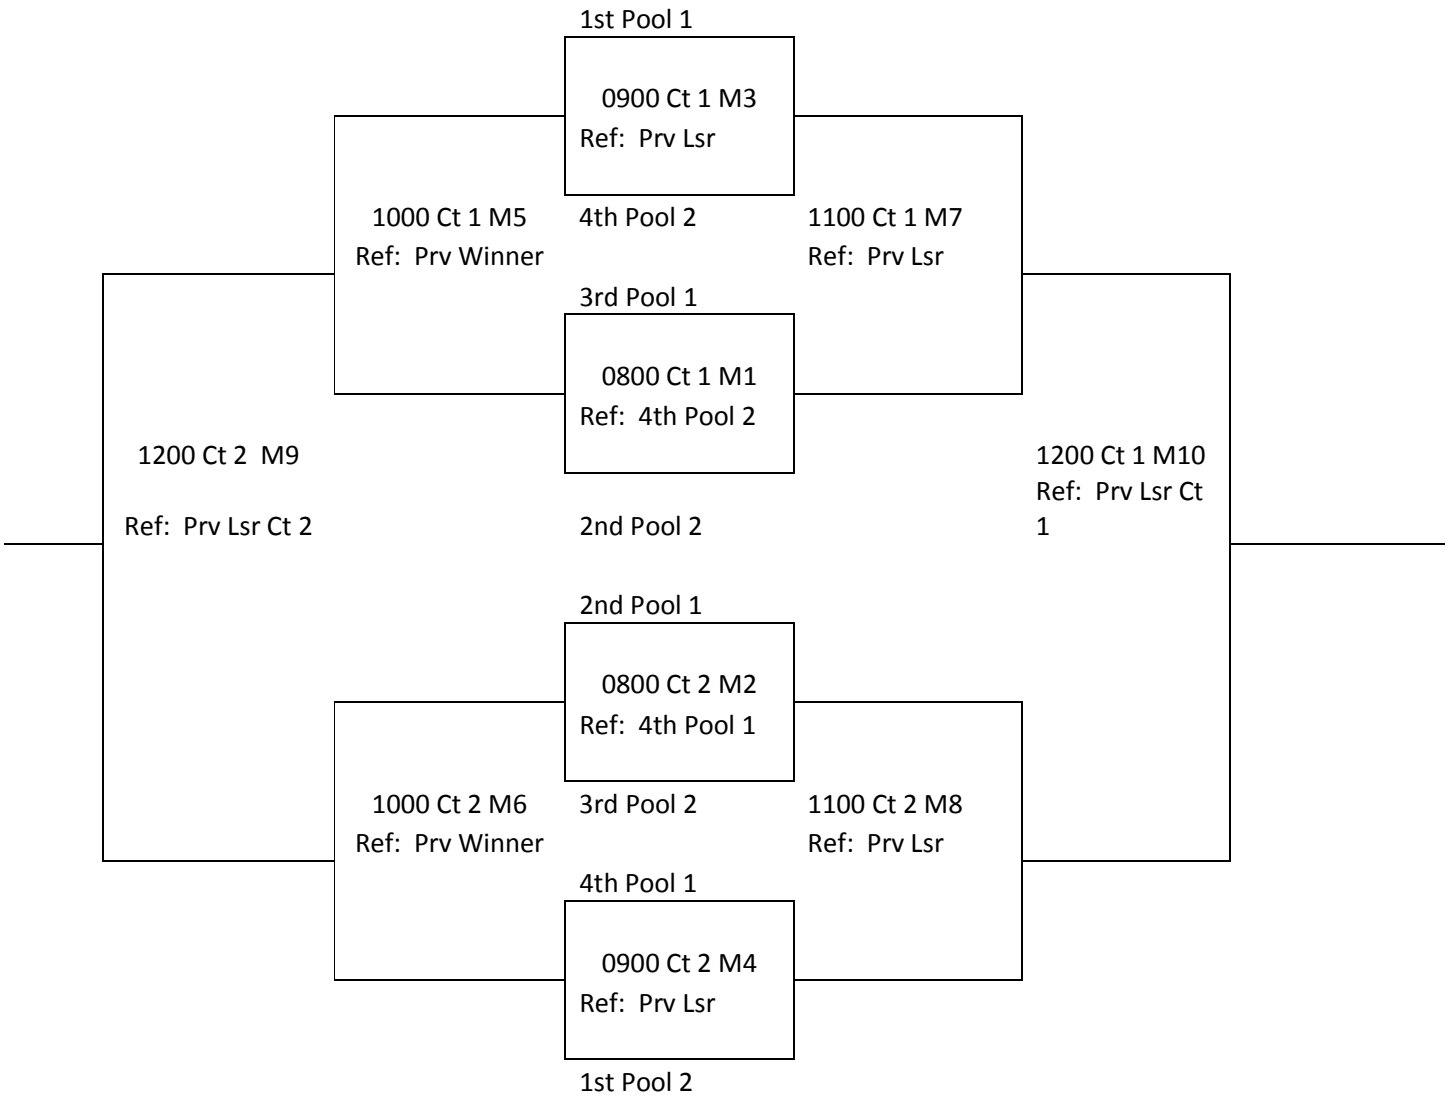 1st Pool 1
0900 Ct 1 M3
Ref:  Prv Lsr
1000 Ct 1 M5
4th Pool 2
1100 Ct 1 M7
Ref:  Prv Winner
Ref:  Prv Lsr
3rd Pool 1
0800 Ct 1 M1
Ref:  4th Pool 2
1200 Ct 2  M9
1200 Ct 1 M10
Ref:  Prv Lsr Ct
1
Ref:  Prv Lsr Ct 2
2nd Pool 2
2nd Pool 1
0800 Ct 2 M2
Ref:  4th Pool 1
1000 Ct 2 M6
3rd Pool 2
1100 Ct 2 M8
Ref:  Prv Winner
Ref:  Prv Lsr
4th Pool 1
0900 Ct 2 M4
Ref:  Prv Lsr
1st Pool 2